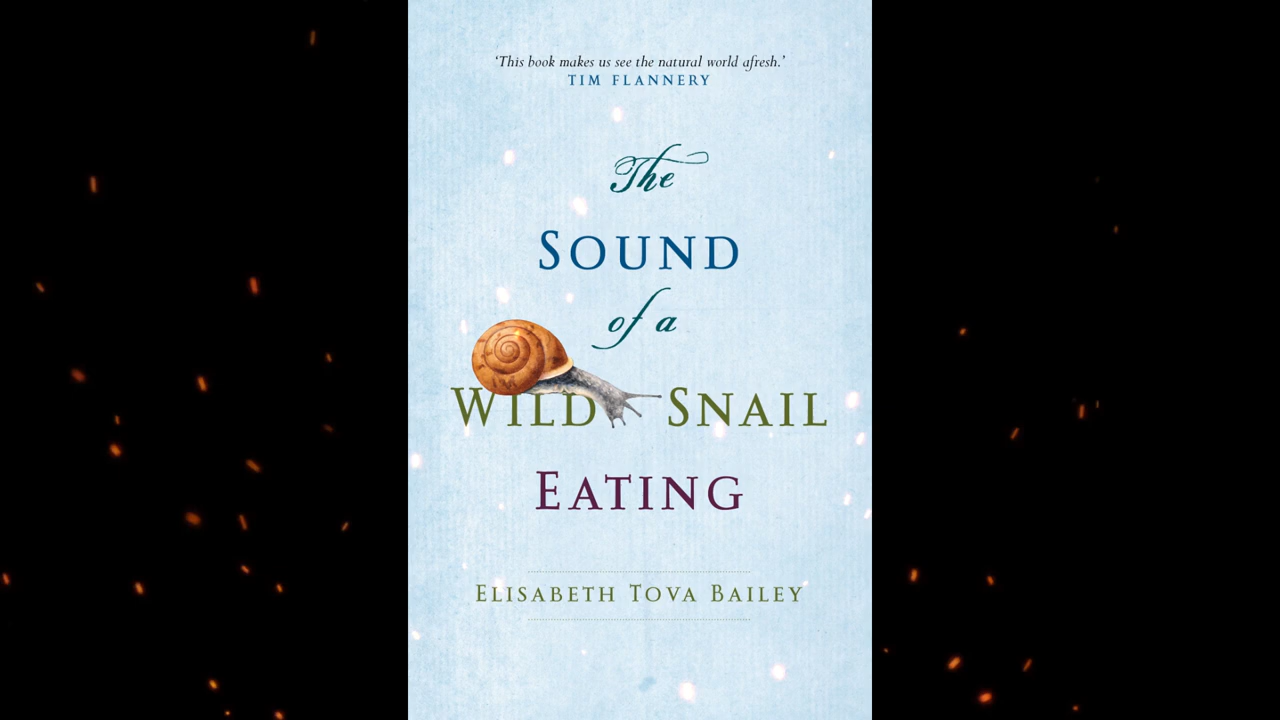 ‘This book makes us see the natural world afresh.’
TIM FLANNERY
The
SOUND
of a
WILD SNAIL
EATING
ELISABETH TOVA BAILEY